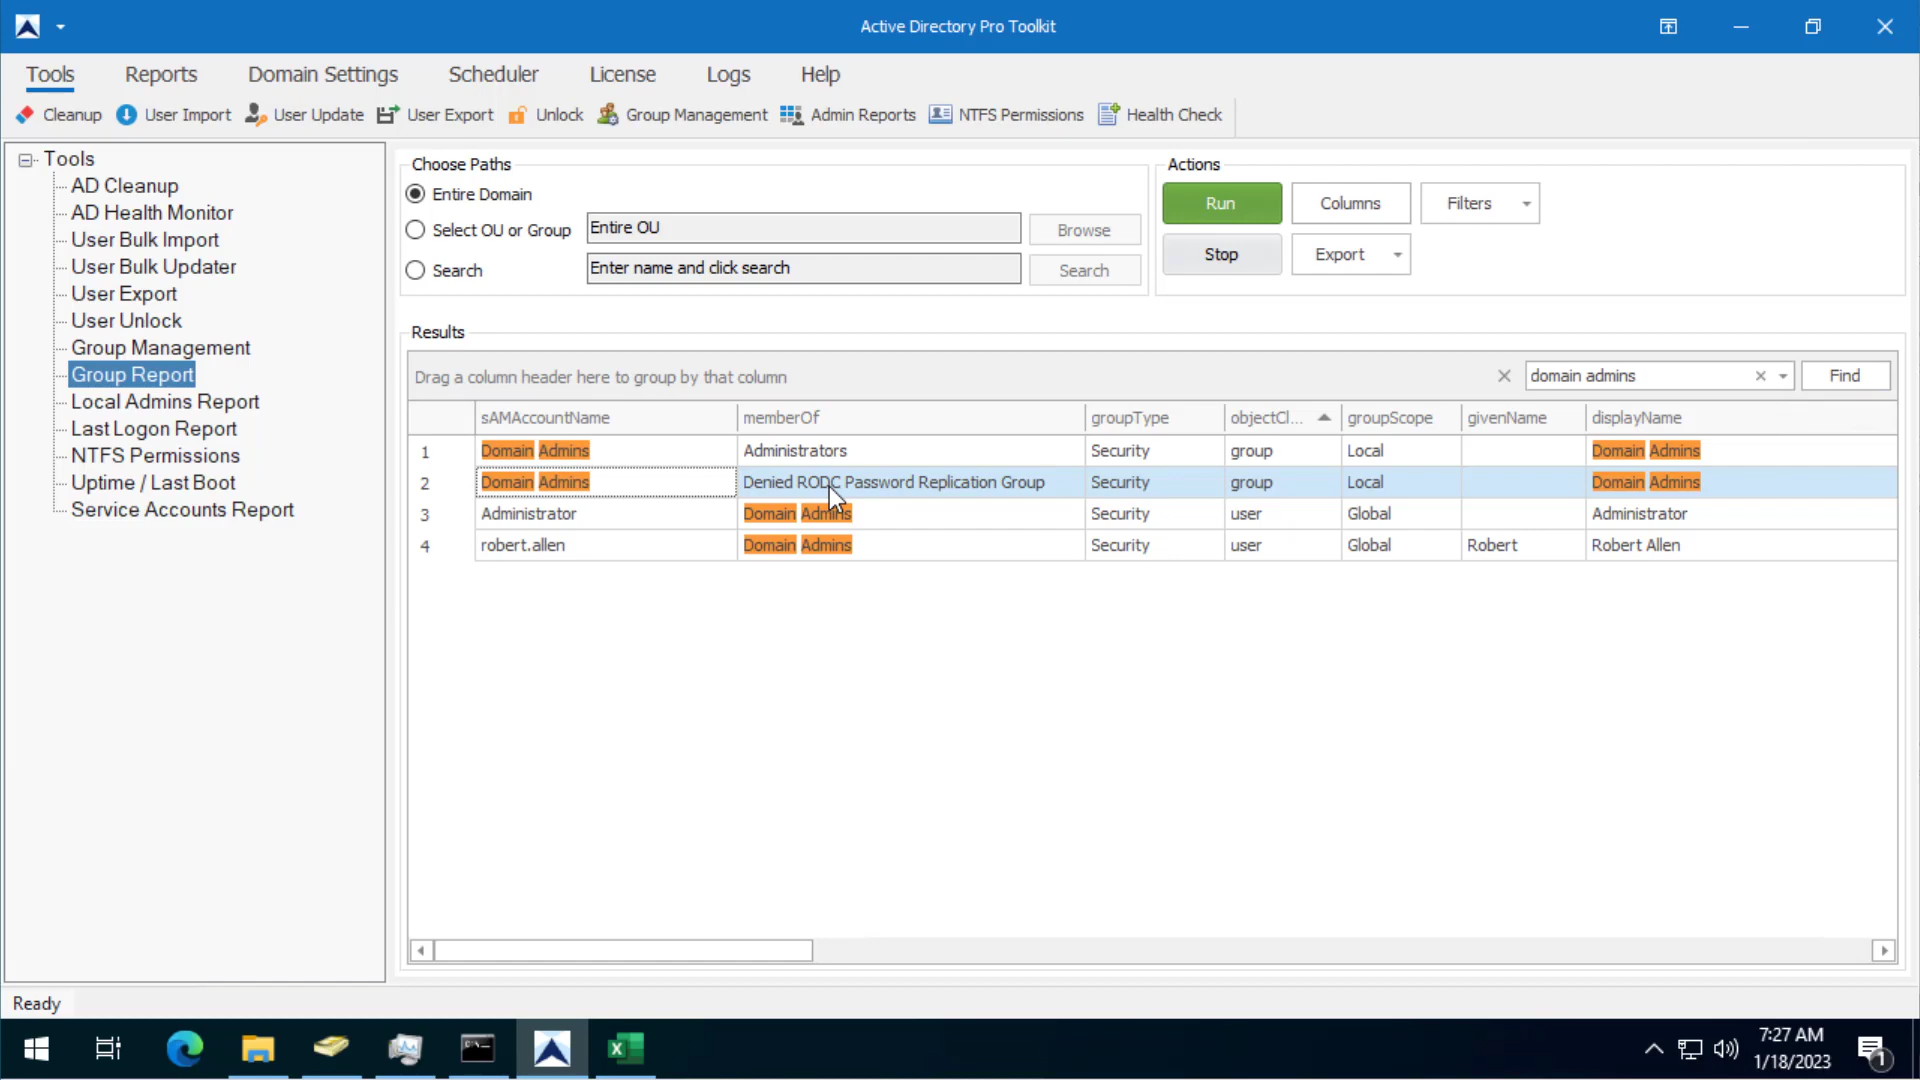 Active Directory Pro Toolkit
Tools Reports Domain Settings Scheduler License Logs Help
Cleanup User Import User Update User Export Unlock Group Management Admin Reports NTFS Permissions Health Check
Tools
AD Cleanup
AD Health Monitor
User Bulk Import
User Bulk Updater
User Export
User Unlock
Group Management
Group Report
Local Admins Report
Last Logon Report
NTFS Permissions
Uptime / Last Boot
Service Accounts Report
Choose Paths
Entire Domain
Select OU or Group Entire OU Browse
Search Enter name and click search Search
Actions
Run Columns Filters
Stop Export
Results
Drag a column header here to group by that column domain admins Find
sAMAccountName memberOf groupType objectCl... groupScope givenName displayName
1 Domain Admins Administrators Security group Local Domain Admins
2 Domain Admins Denied RODC Password Replication Group Security group Local Domain Admins
3 Administrator Domain Admins Security user Global Administrator
4 robert.allen Domain Admins Security user Global Robert Robert Allen
Ready
7:27 AM
1/18/2023
1